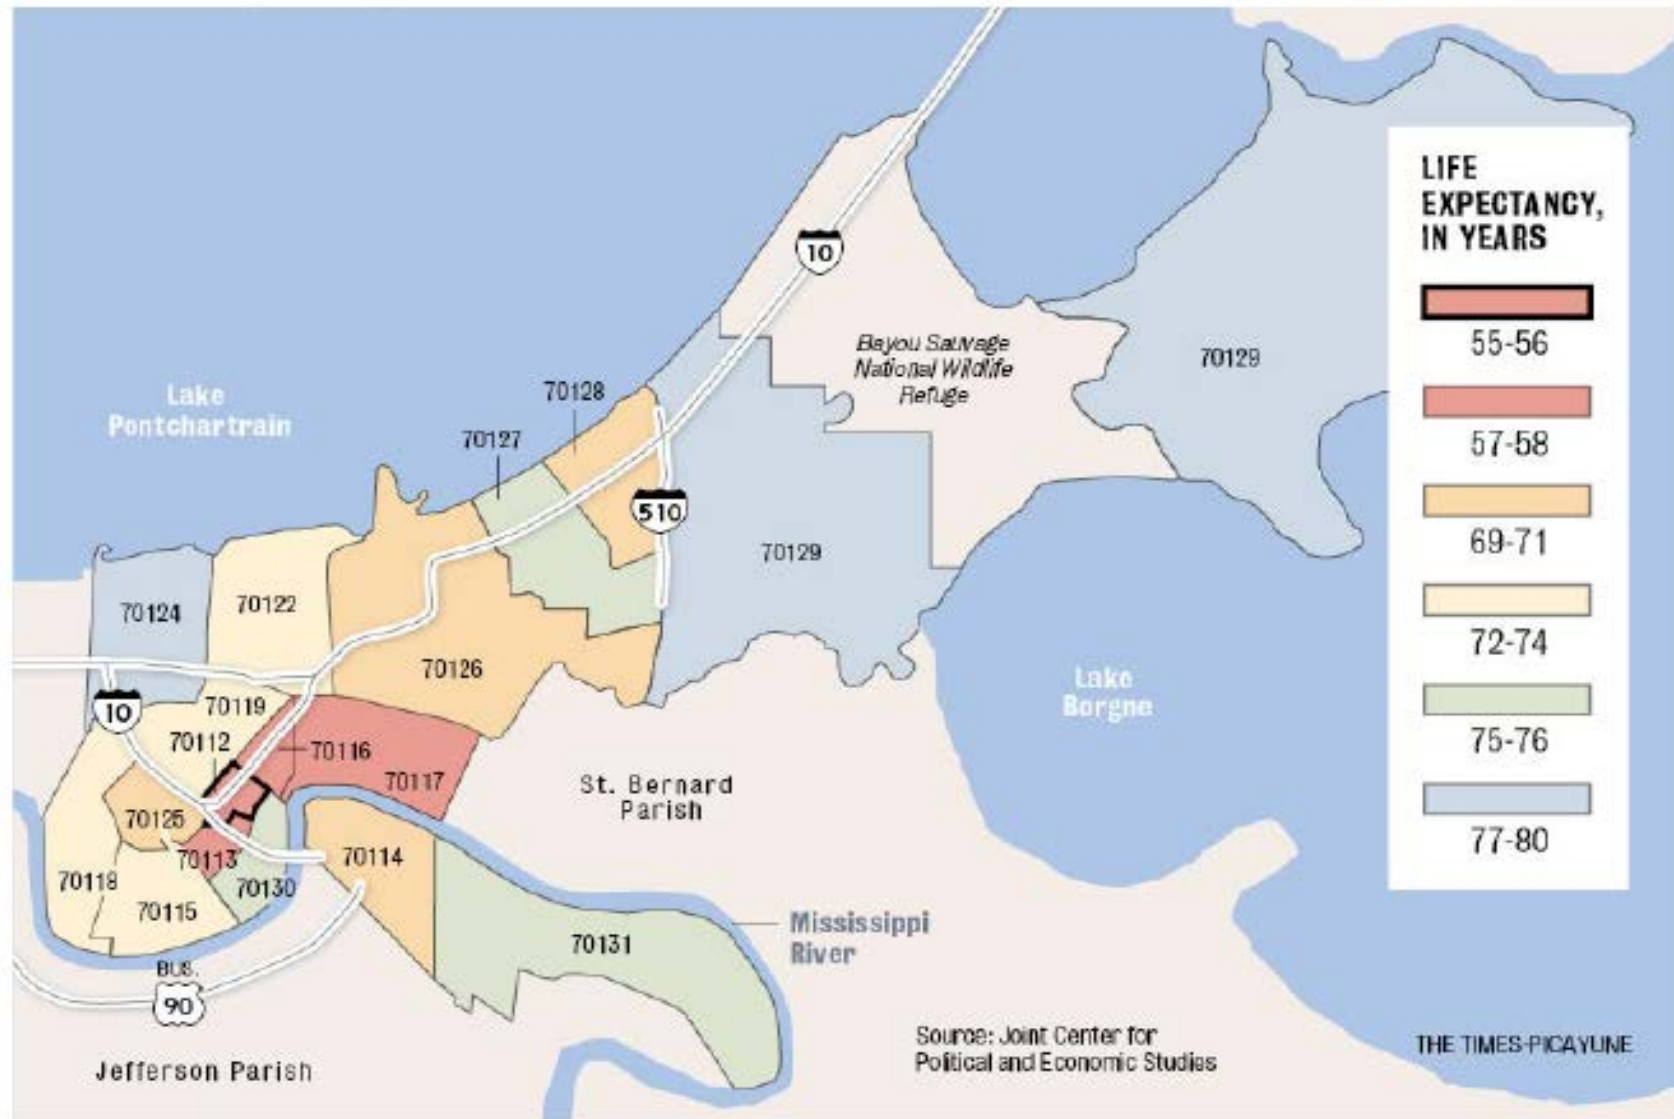 LIFE
EXPECTANCY,
IN YEARS
55-56
57-58
69-71
72-74
75-76
77-80
10
Bayou Sauvage
National Wildlife
Refuge
70129
Lake
Pontchartrain
70128
70127
510
70129
70124
70122
70126
Lake
Borgne
10
70119
70112
70116
70117
St. Bernard
Parish
70125
70113
70114
70118
70130
70115
70131
Mississippi
River
BUS.
90
Jefferson Parish
Source: Joint Center for
Political and Economic Studies
THE TIMES-PICAYUNE